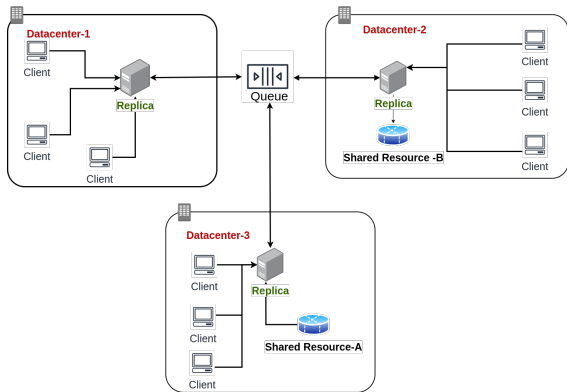 Datacenter-1
Client
Replica
Client
Client
Queue
Datacenter-2
Client
Replica
Client
Shared Resource -B
Client
Datacenter-3
Client
Replica
Client
Shared Resource-A
Client